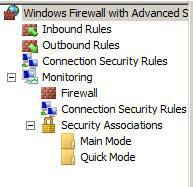 Windows Firewall with Advanced S
Inbound Rules
Outbound Rules
Connection Security Rules
Monitoring
Firewall
Connection Security Rules
Security Associations
Main Mode
Quick Mode